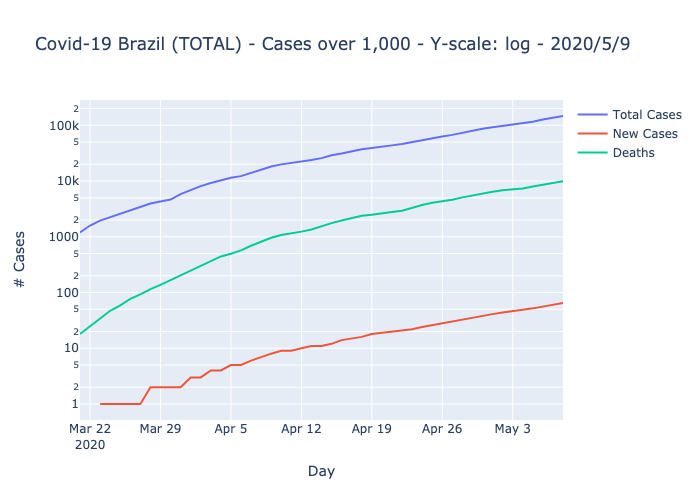 Covid-19 Brazil (TOTAL) - Cases over 1,000 - Y-scale: log - 2020/5/9
Total Cases
New Cases
Deaths
2
100k
5
2
10k
5
2
1000
5
2
100
5
2
10
5
2
1
# Cases
Mar 22 Mar 29 Apr 5 Apr 12 Apr 19 Apr 26 May 3
2020
Day